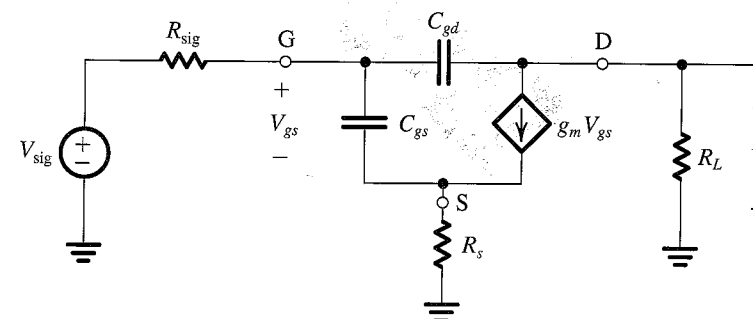 C_gd
R_sig
G
D
+
V_gs
−
C_gs
g_m V_gs
V_sig
+
−
R_L
S
R_s